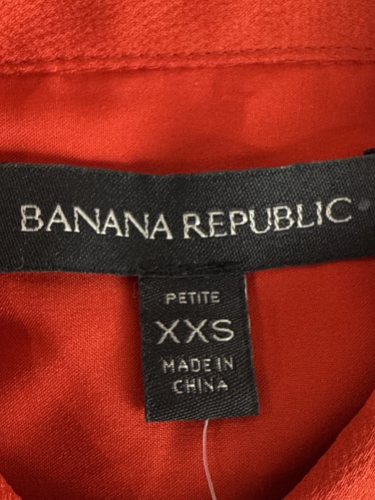 BANANA REPUBLIC
PETITE
XXS
MADE IN
CHINA